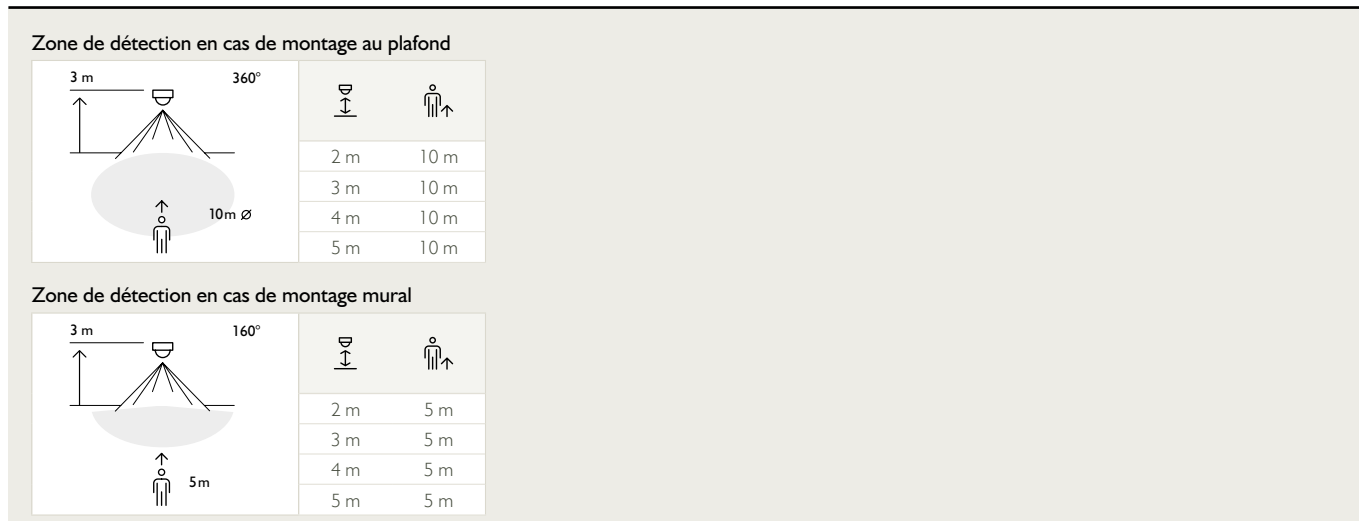 Zone de détection en cas de montage au plafond
3 m 360°
10m Ø
2 m 10 m
3 m 10 m
4 m 10 m
5 m 10 m
Zone de détection en cas de montage mural
3 m 160°
5m
2 m 5 m
3 m 5 m
4 m 5 m
5 m 5 m